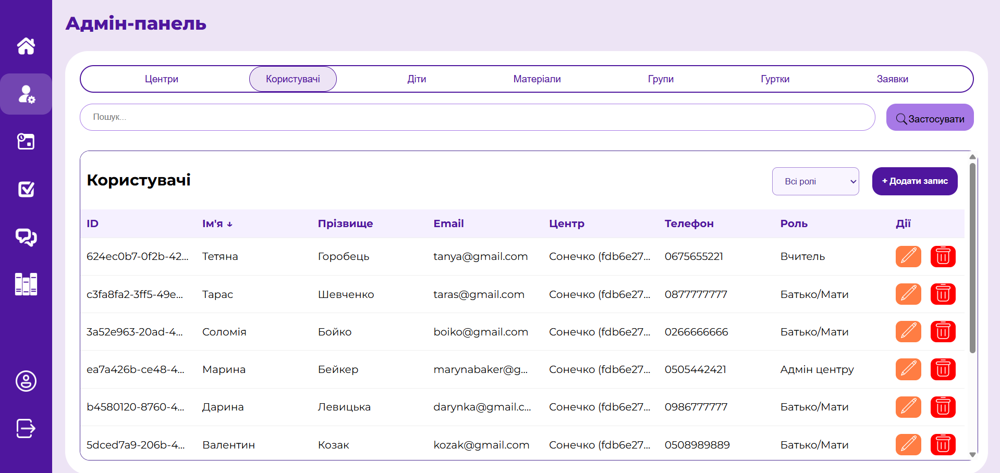 Адмін-панель
Центри Користувачі Діти Матеріали Групи Гуртки Заявки
Пошук... Застосувати
Користувачі Всі ролі + Додати запис
ID Ім'я ↓ Прізвище Email Центр Телефон Роль Дії
624ec0b7-0f2b-42... Тетяна Горобець tanya@gmail.com Сонечко (fdb6e27... 0675655221 Вчитель
c3fa8fa2-3ff5-49e... Тарас Шевченко taras@gmail.com Сонечко (fdb6e27... 0877777777 Батько/Мати
3a52e963-20ad-4... Соломія Бойко boiko@gmail.com Сонечко (fdb6e27... 0266666666 Батько/Мати
ea7a426b-ce48-4... Марина Бейкер marynabaker@g... Сонечко (fdb6e27... 0505442421 Адмін центру
b4580120-8760-4... Дарина Левицька darynka@gmail.c... Сонечко (fdb6e27... 0986777777 Батько/Мати
5dced7a9-206b-4... Валентин Козак kozak@gmail.com Сонечко (fdb6e27... 0508989889 Батько/Мати